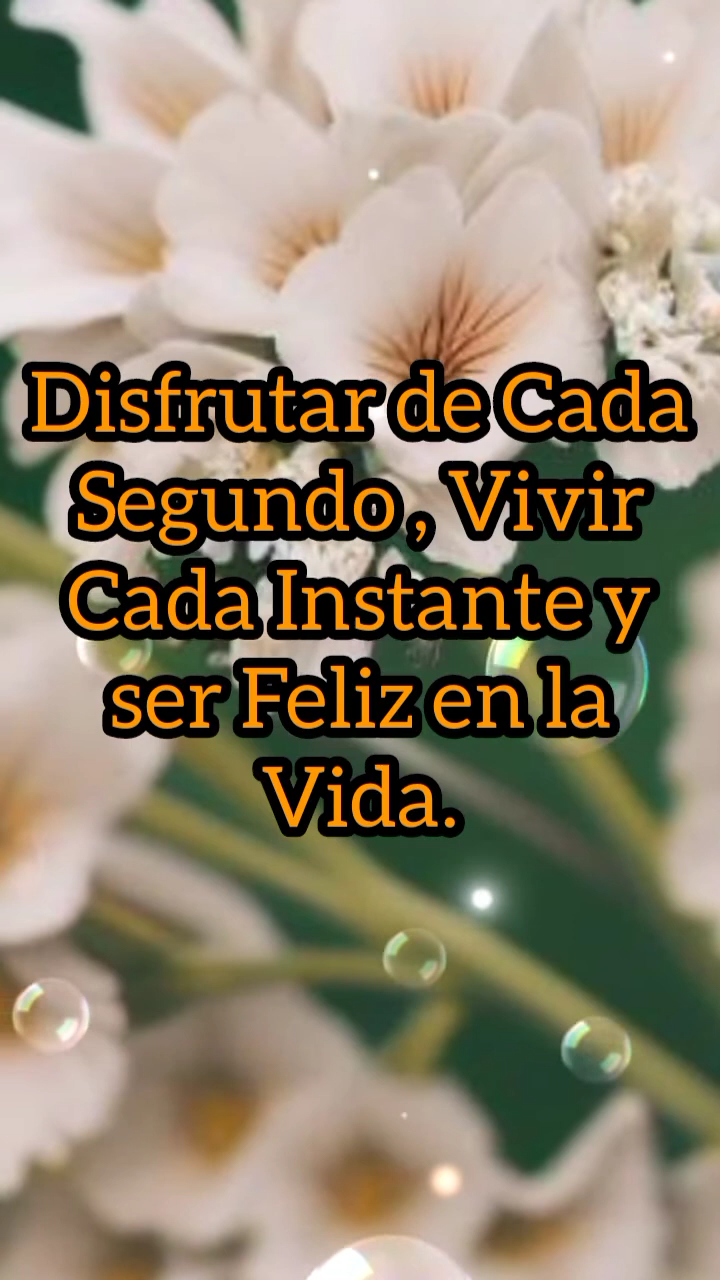 Disfrutar de Cada
Segundo , Vivir
Cada Instante y
ser Feliz en la
Vida.